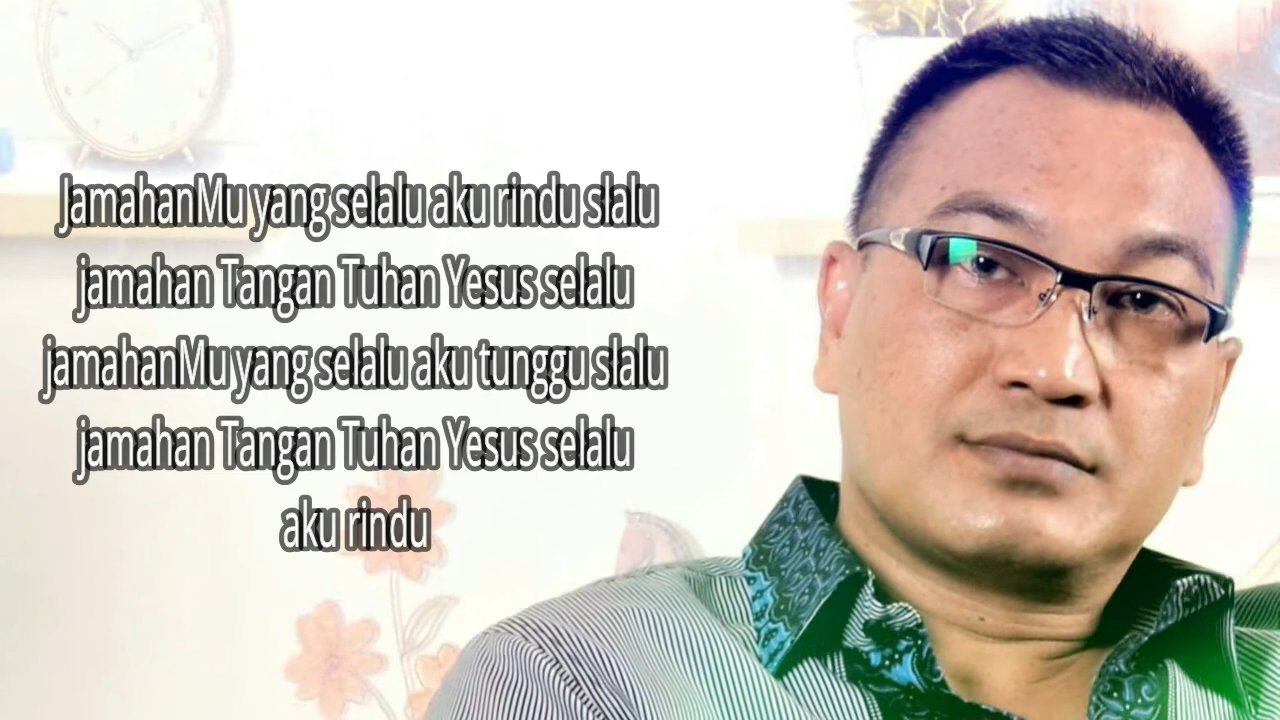 JamahanMu yang selalu aku rindu slalu
jamahan Tangan Tuhan Yesus selalu
jamahanMu yang selalu aku tunggu slalu
jamahan Tangan Tuhan Yesus selalu
aku rindu